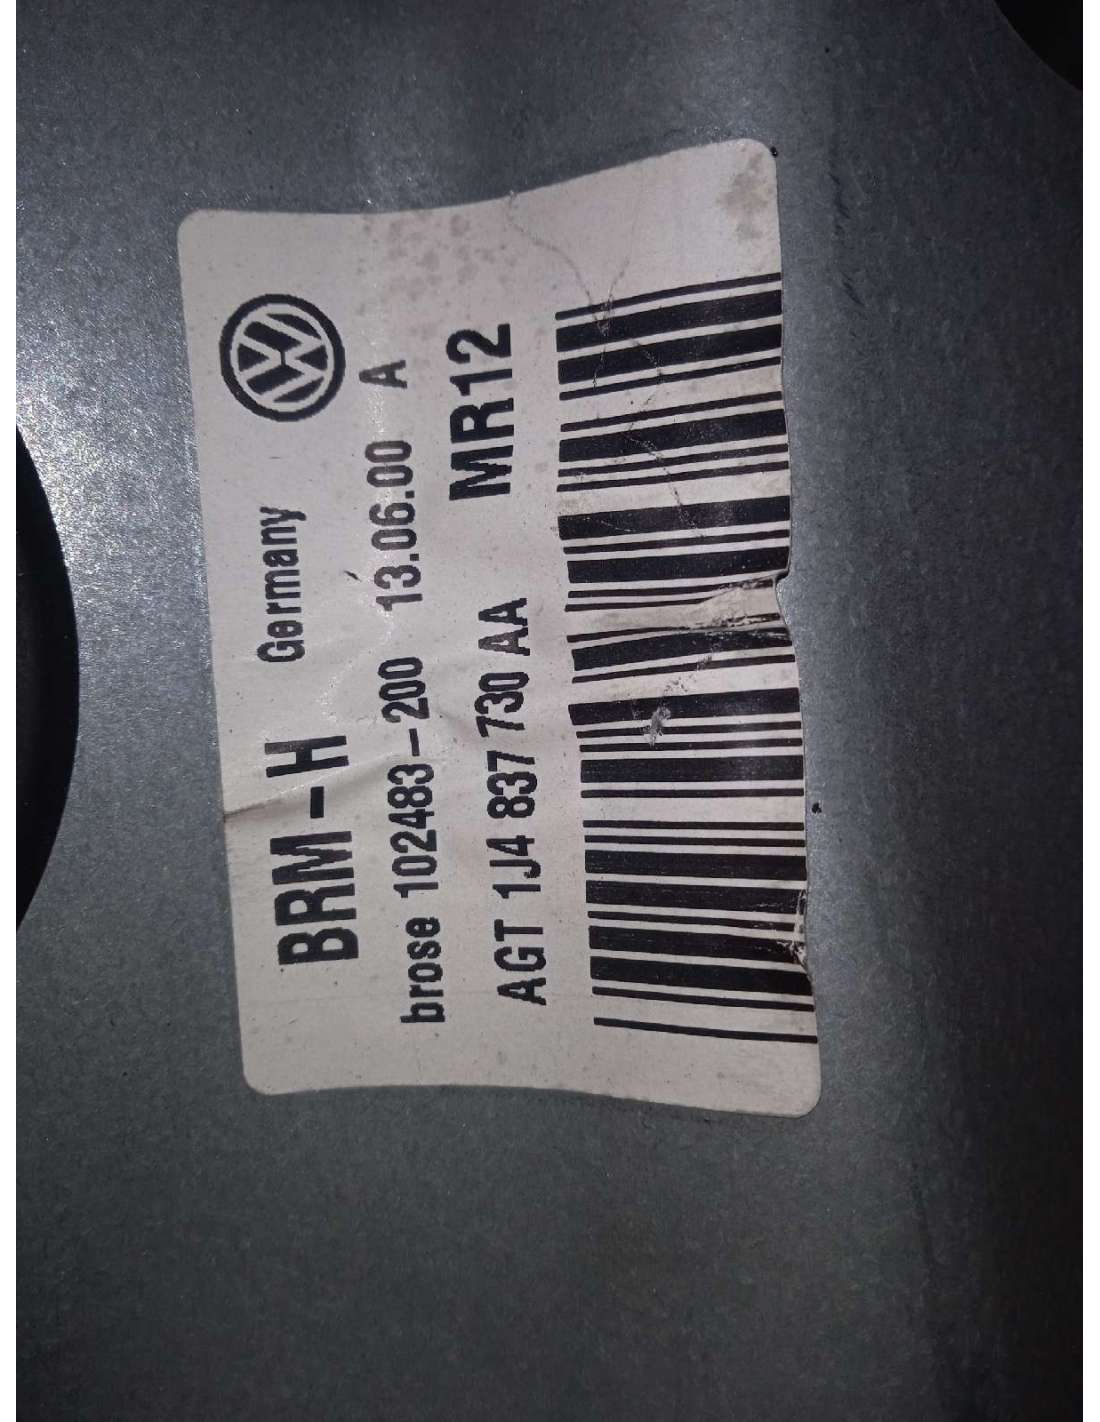 BRM-H Germany
brose 102483-200 13.06.00 A
AGT 1J4 837 730 AA MR12